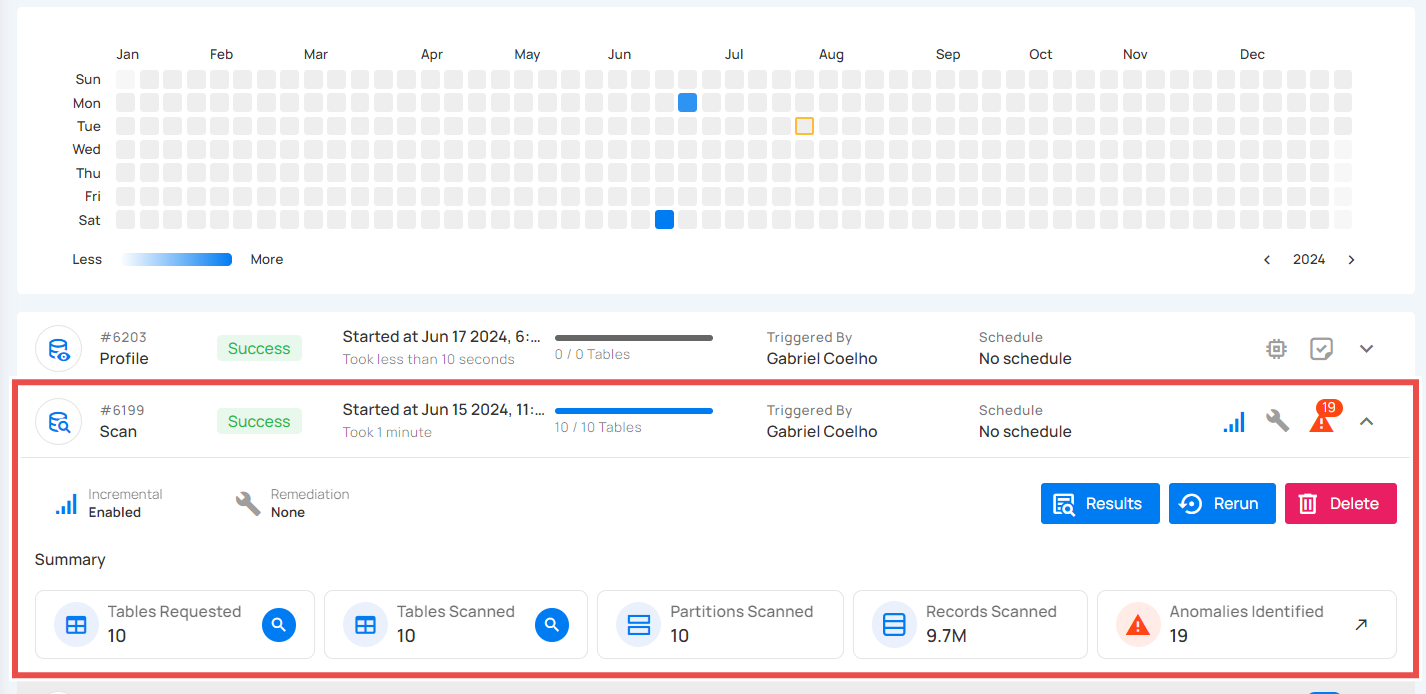 Jan Feb Mar Apr May Jun Jul Aug Sep Oct Nov Dec
Sun
Mon
Tue
Wed
Thu
Fri
Sat
Less More < 2024 >
#6203
Profile
Success
Started at Jun 17 2024, 6:...
Took less than 10 seconds
0 / 0 Tables
Triggered By
Gabriel Coelho
Schedule
No schedule
#6199
Scan
Success
Started at Jun 15 2024, 11:...
Took 1 minute
10 / 10 Tables
Triggered By
Gabriel Coelho
Schedule
No schedule
19
Incremental
Enabled
Remediation
None
Results
Rerun
Delete
Summary
Tables Requested
10
Tables Scanned
10
Partitions Scanned
10
Records Scanned
9.7M
Anomalies Identified
19